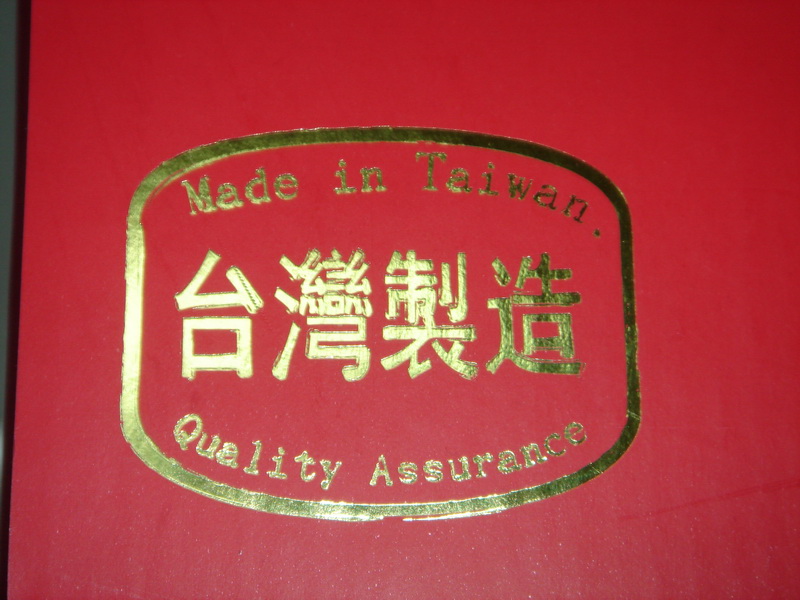 Made in Taiwan.
台灣製造
Quality Assurance